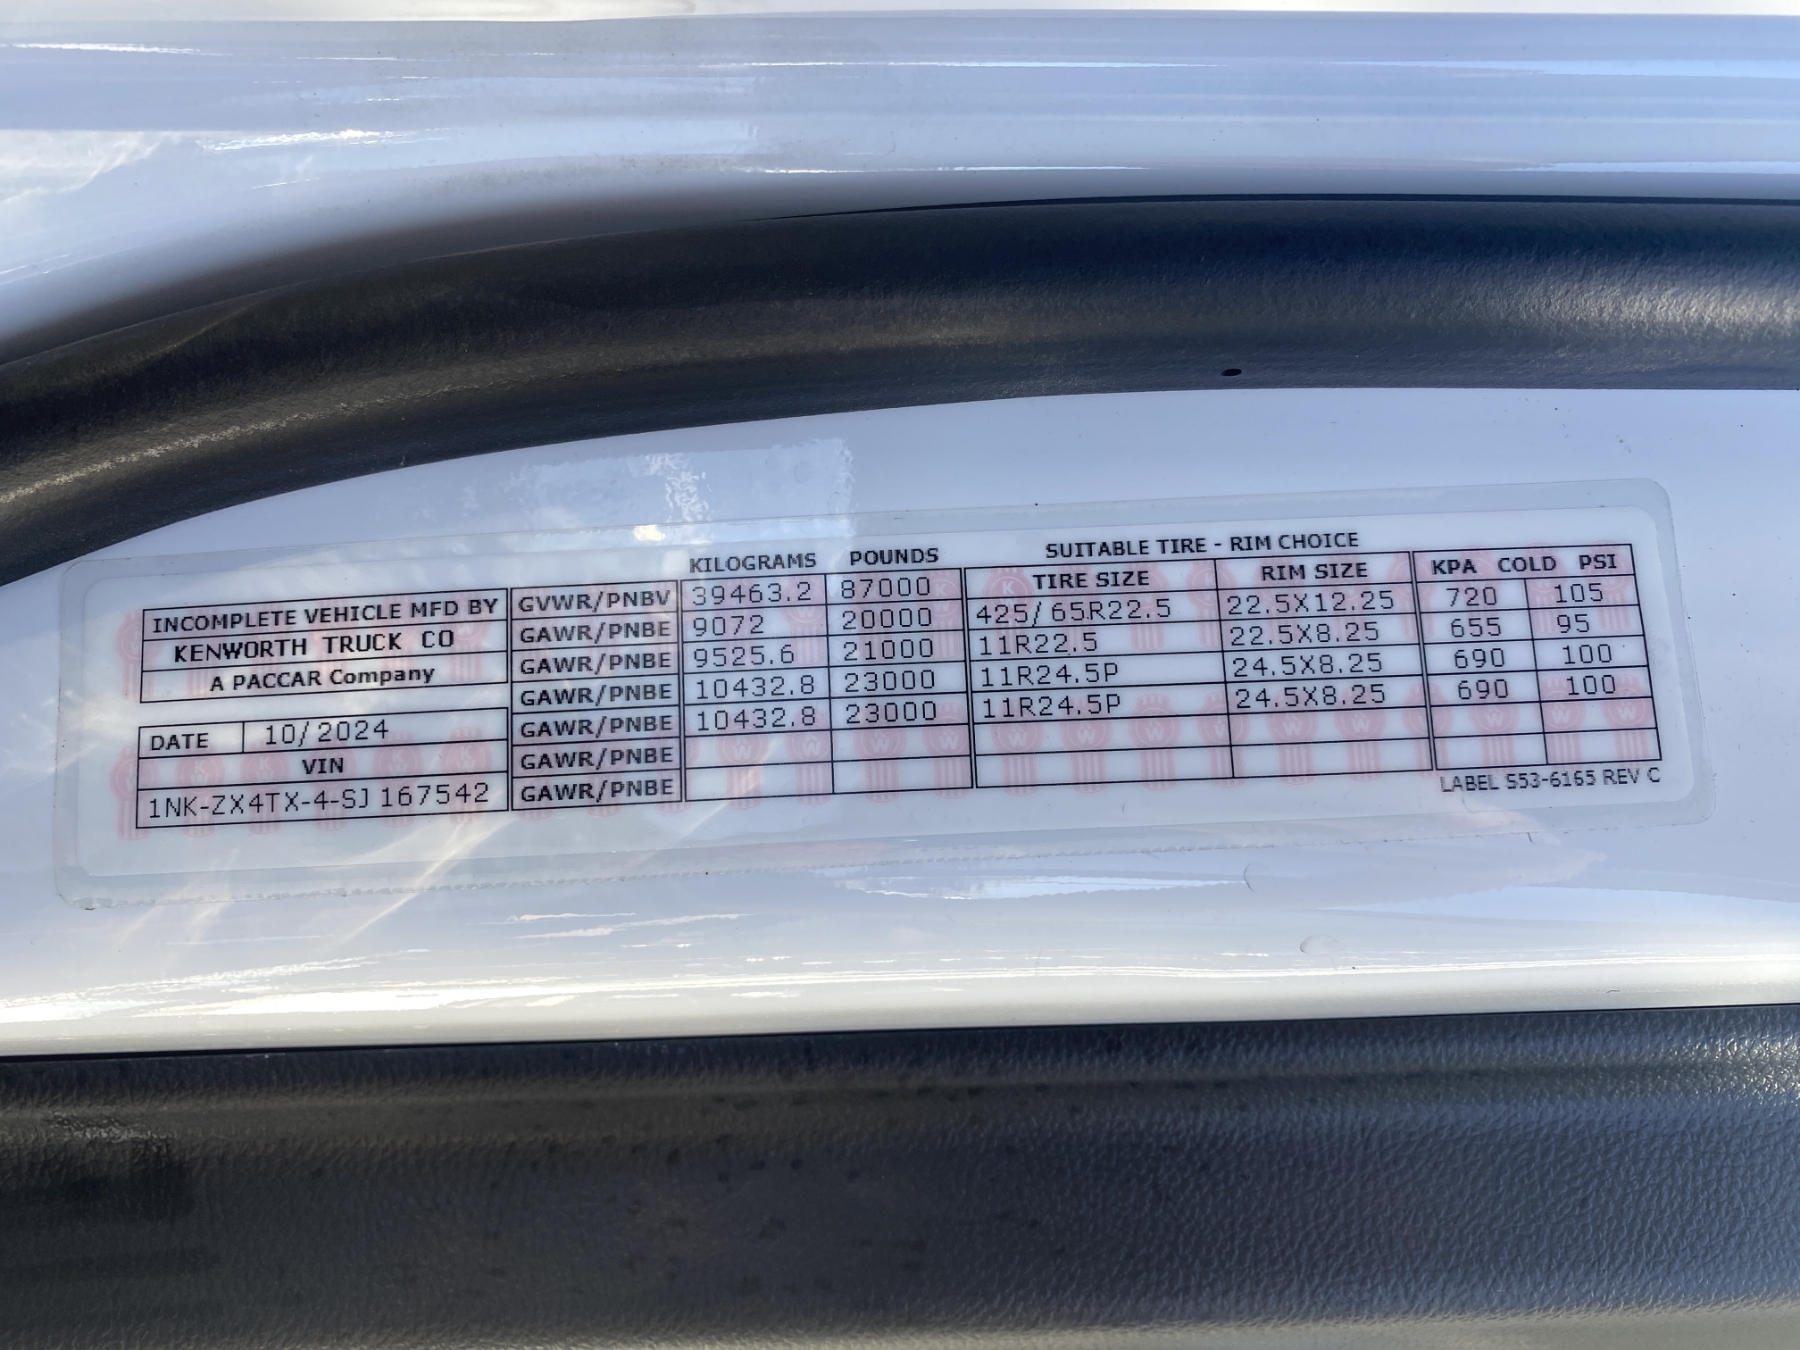 KILOGRAMS POUNDS SUITABLE TIRE - RIM CHOICE
TIRE SIZE RIM SIZE KPA COLD PSI
INCOMPLETE VEHICLE MFD BY
KENWORTH TRUCK CO
A PACCAR Company
DATE 10/2024
VIN
1NK-ZX4TX-4-SJ167542
GVWR/PNBV 39463.2 87000
GAWR/PNBE 9072 20000 425/65R22.5 22.5X12.25 720 105
GAWR/PNBE 9525.6 21000 11R22.5 22.5X8.25 655 95
GAWR/PNBE 10432.8 23000 11R24.5P 24.5X8.25 690 100
GAWR/PNBE 10432.8 23000 11R24.5P 24.5X8.25 690 100
GAWR/PNBE
GAWR/PNBE
LABEL S53-6165 REV C